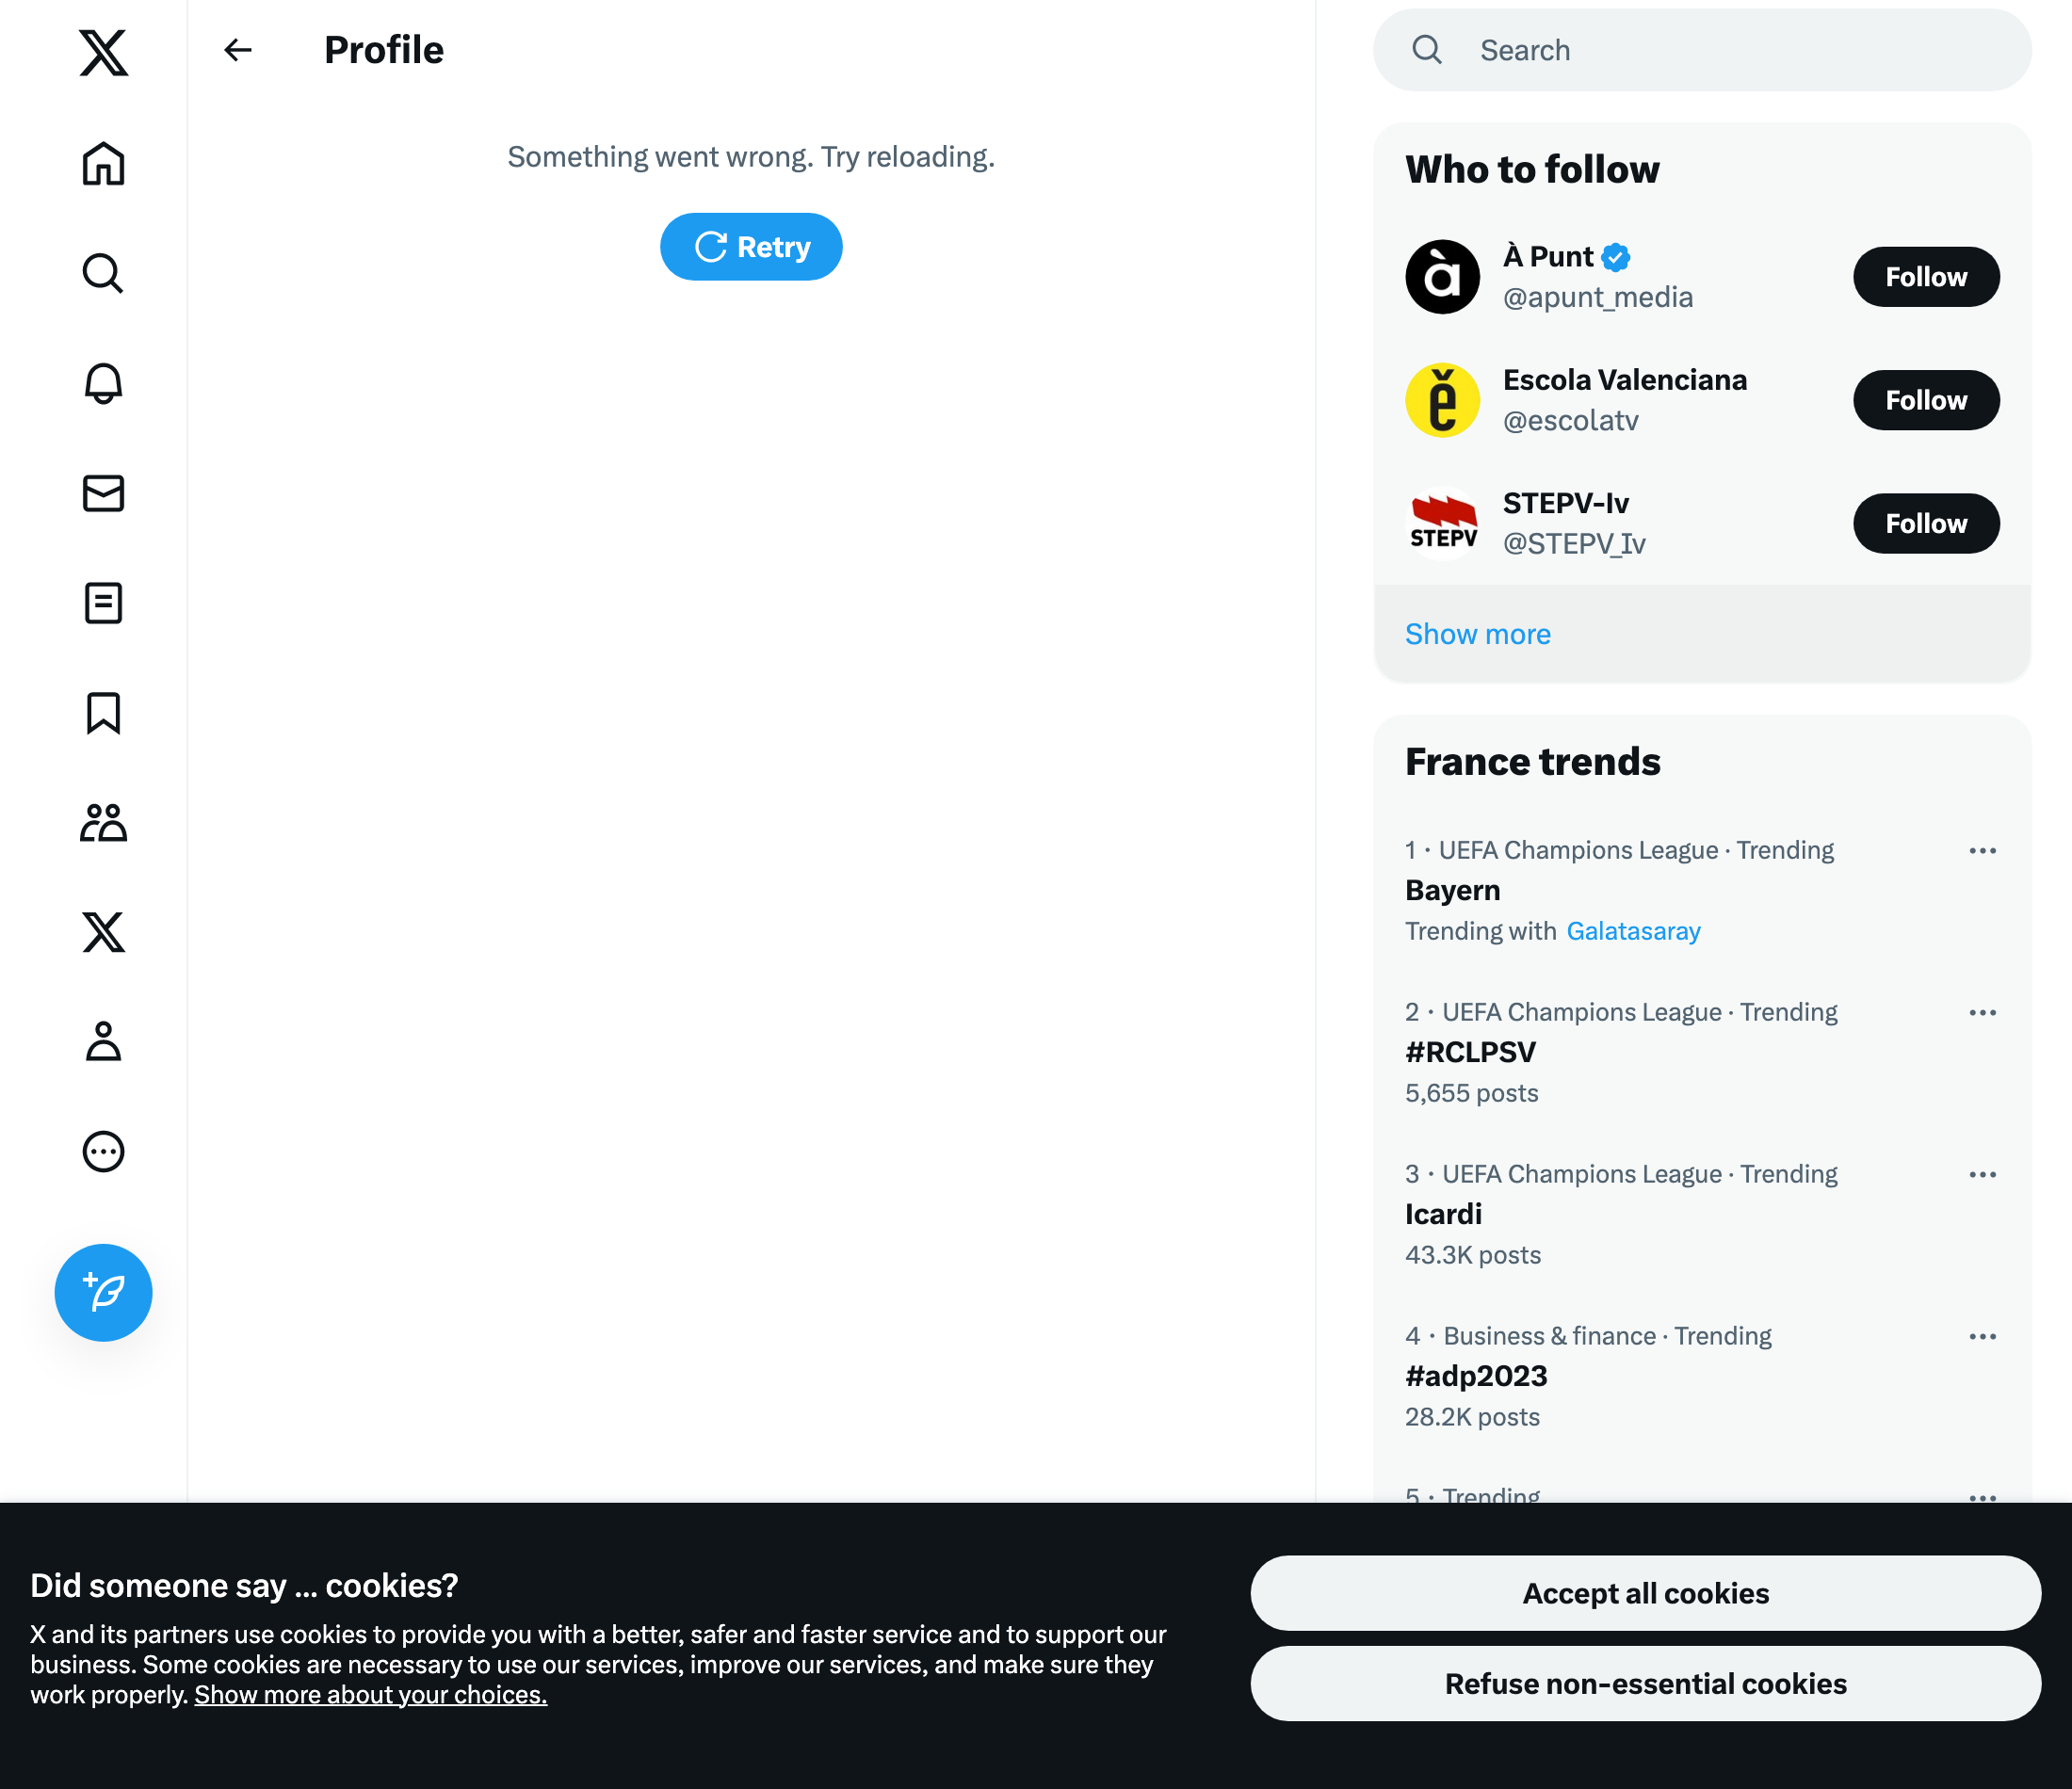 Profile
Something went wrong. Try reloading.
Retry
Search
Who to follow
à
À Punt
@apunt_media
Follow
ě
Escola Valenciana
@escolatv
Follow
STEPV
STEPV-Iv
@STEPV_Iv
Follow
Show more
France trends
1 · UEFA Champions League · Trending
Bayern
Trending with Galatasaray
2 · UEFA Champions League · Trending
#RCLPSV
5,655 posts
3 · UEFA Champions League · Trending
Icardi
43.3K posts
4 · Business & finance · Trending
#adp2023
28.2K posts
5 · Trending
Did someone say … cookies?
X and its partners use cookies to provide you with a better, safer and faster service and to support our
business. Some cookies are necessary to use our services, improve our services, and make sure they
work properly. Show more about your choices.
Accept all cookies
Refuse non-essential cookies